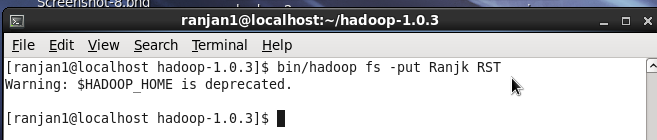 Screenshot-8.png
ranjan1@localhost:~/hadoop-1.0.3
File Edit View Search Terminal Help
[ranjan1@localhost hadoop-1.0.3]$ bin/hadoop fs -put Ranjk RST
Warning: $HADOOP_HOME is deprecated.
[ranjan1@localhost hadoop-1.0.3]$